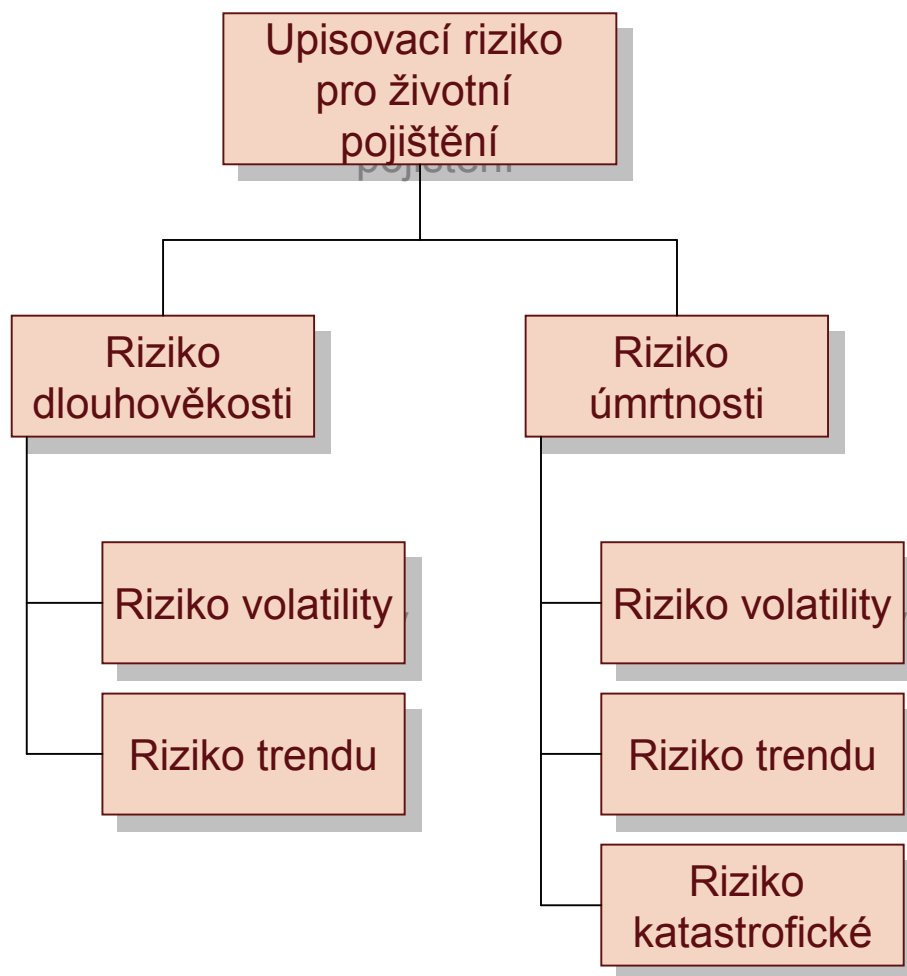 Upisovací riziko
pro životní
pojištění
Riziko
dlouhověkosti
Riziko
úmrtnosti
Riziko volatility
Riziko volatility
Riziko trendu
Riziko trendu
Riziko
katastrofické